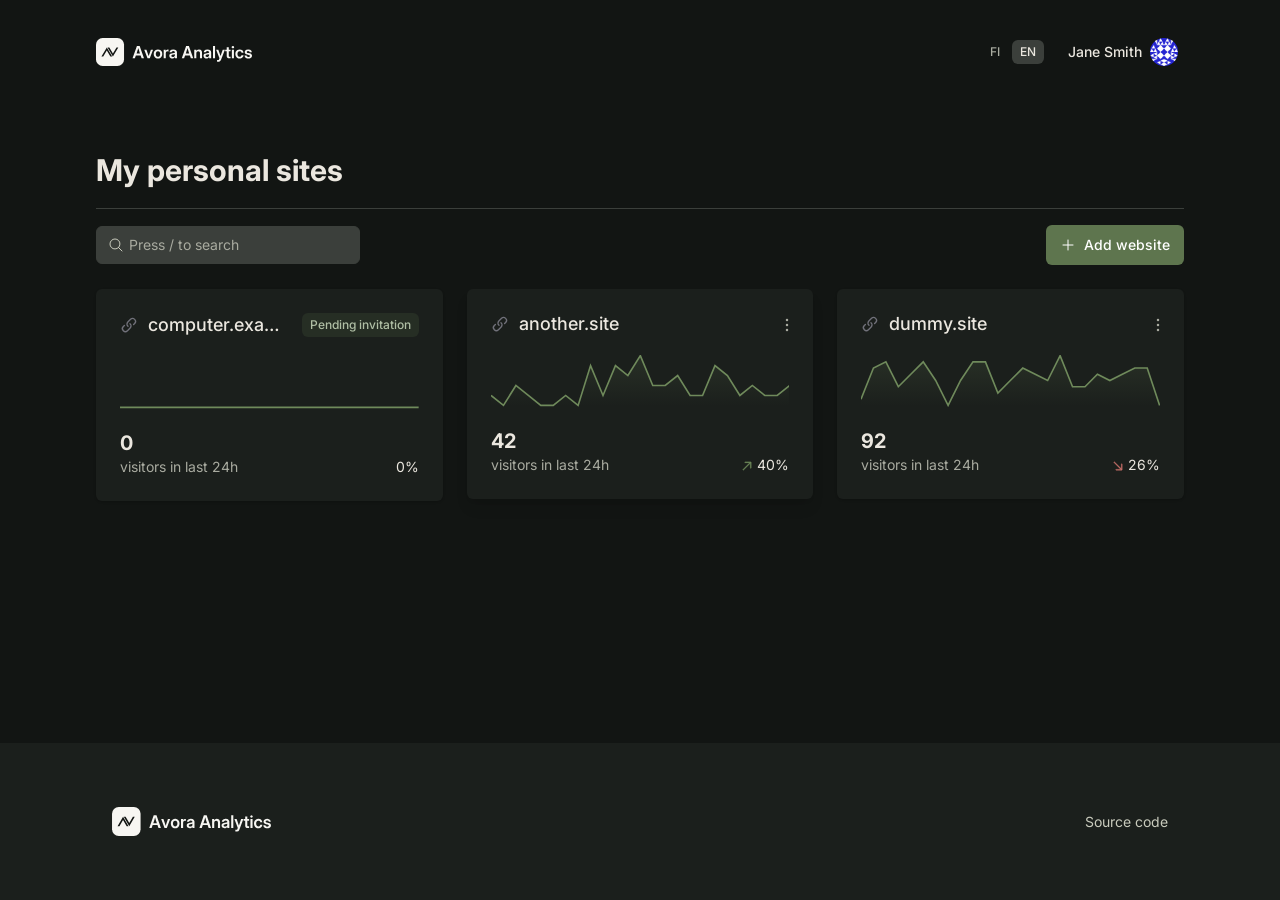 Avora Analytics
FI
EN
Jane Smith
My personal sites
Press / to search
Add website
computer.exa...
Pending invitation
0
visitors in last 24h
0%
another.site
42
visitors in last 24h
40%
dummy.site
92
visitors in last 24h
26%
Avora Analytics
Source code